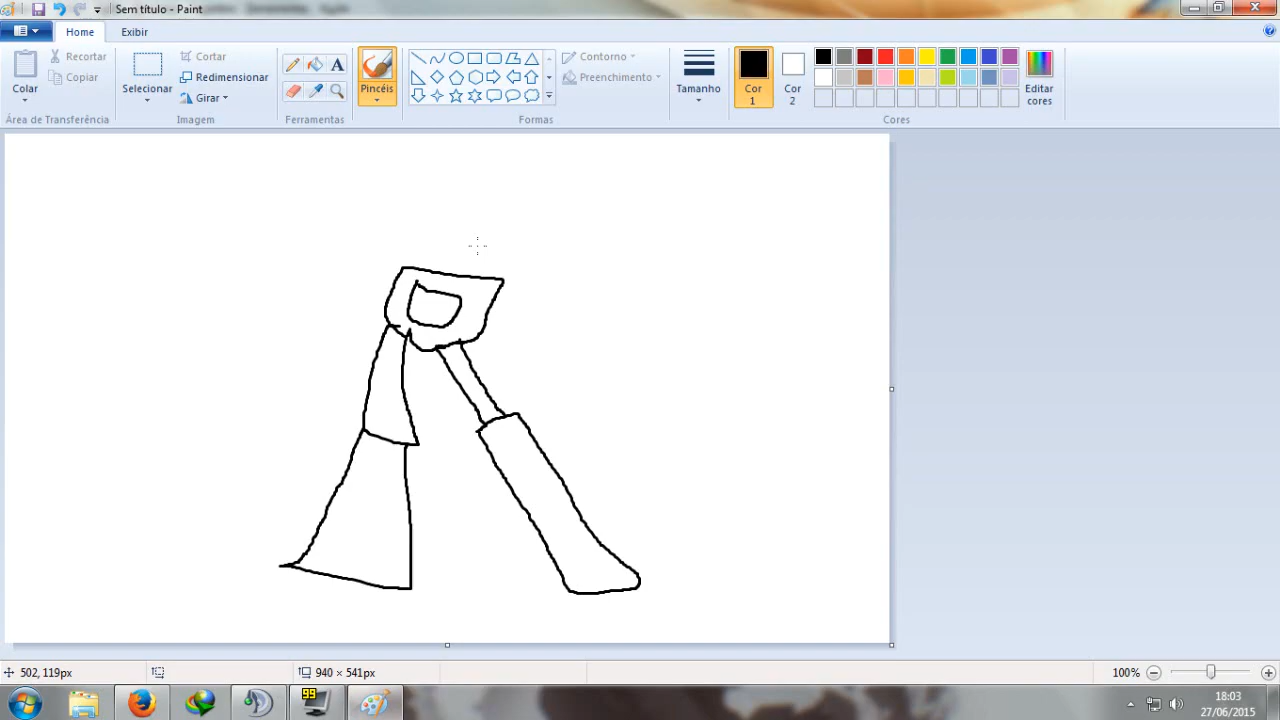 Sem título - Paint
Home
Exibir
Colar
Recortar
Copiar
Área de Transferência
Selecionar
Cortar
Redimensionar
Girar
Imagem
A
Ferramentas
Pincéis
Contorno
Preenchimento
Formas
Tamanho
Cor 1
Cor 2
Editar cores
Cores
502, 119px
940 × 541px
100%
99
18:03
27/06/2015